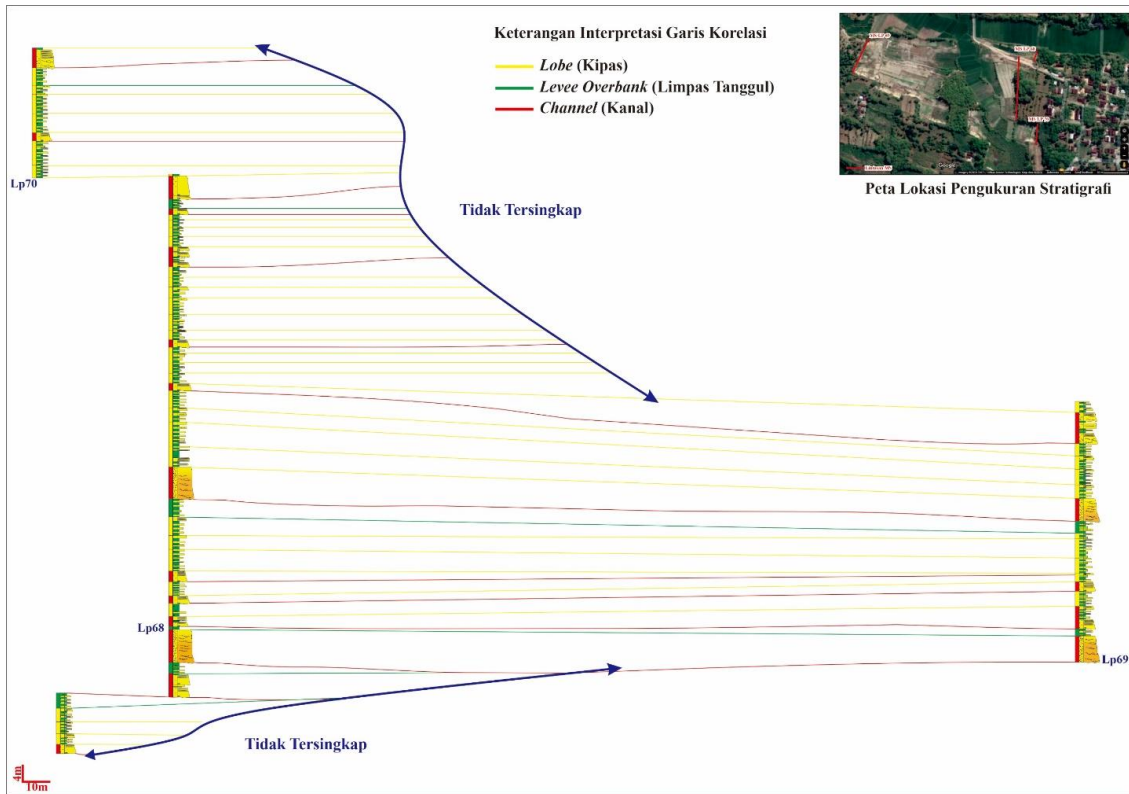 Keterangan Interpretasi Garis Korelasi
Lobe (Kipas)
Levee Overbank (Limpas Tanggul)
Channel (Kanal)
Google
Peta Lokasi Pengukuran Stratigrafi
Lp70
Tidak Tersingkap
Lp68
Lp69
Tidak Tersingkap
4m
10m